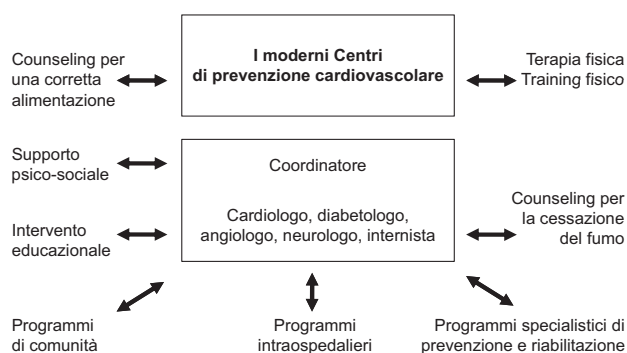 Counseling per
una corretta
alimentazione
I moderni Centri
di prevenzione cardiovascolare
Terapia fisica
Training fisico
Supporto
psico-sociale
Coordinatore
Cardiologo, diabetologo,
angiologo, neurologo, internista
Intervento
educazionale
Counseling per
la cessazione
del fumo
Programmi
di comunità
Programmi
intraospedalieri
Programmi specialistici di
prevenzione e riabilitazione